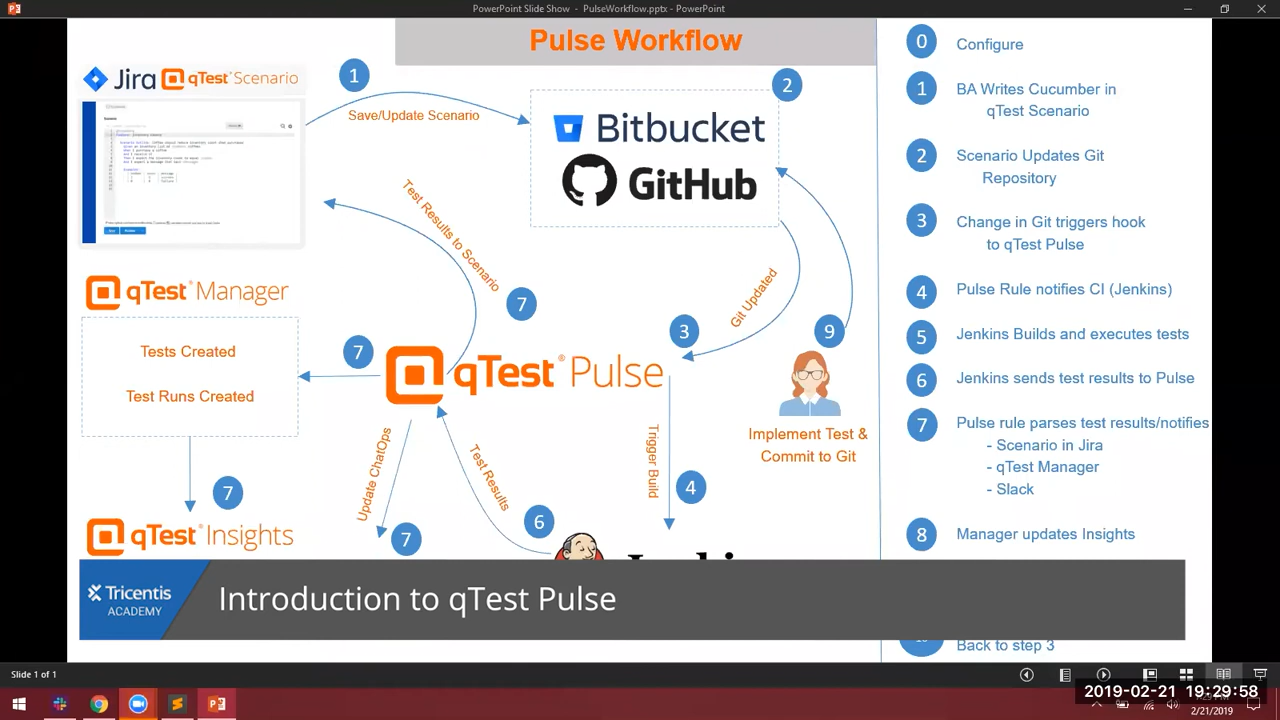 PowerPoint Slide Show - PulseWorkflow.pptx - PowerPoint
Pulse Workflow
Jira qTest Scenario
1
Save/Update Scenario
2
Bitbucket
GitHub
Test Results to Scenario
7
Git Updated
3
9
qTest Manager
Tests Created
Test Runs Created
7
qTest® Pulse
Implement Test &
Commit to Git
Update ChatOps
Test Results
Trigger Build
4
7
6
7
qTest Insights
0 Configure
1 BA Writes Cucumber in
qTest Scenario
2 Scenario Updates Git
Repository
3 Change in Git triggers hook
to qTest Pulse
4 Pulse Rule notifies CI (Jenkins)
5 Jenkins Builds and executes tests
6 Jenkins sends test results to Pulse
7 Pulse rule parses test results/notifies
- Scenario in Jira
- qTest Manager
- Slack
8 Manager updates Insights
Back to step 3
Tricentis
ACADEMY
Introduction to qTest Pulse
Slide 1 of 1
2019-02-21 19:29:58
2/21/2019